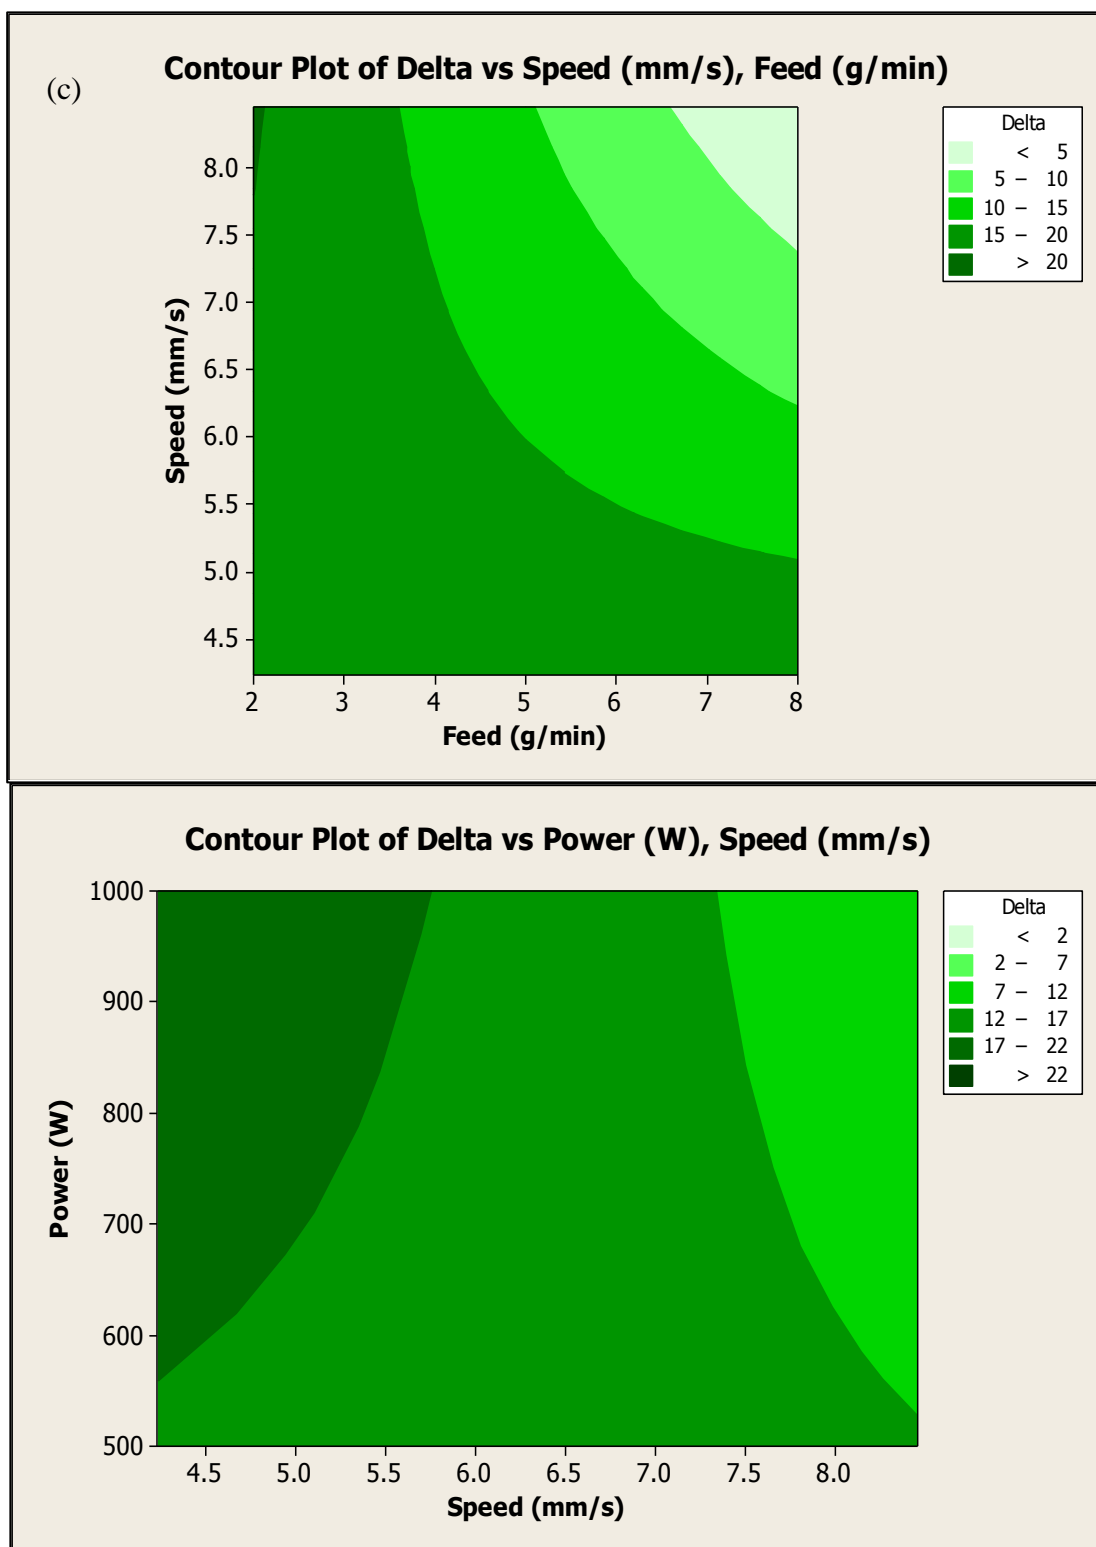 (c)
Contour Plot of Delta vs Speed (mm/s), Feed (g/min)
Delta
< 5
5 – 10
10 – 15
15 – 20
> 20
Speed (mm/s)
8.0
7.5
7.0
6.5
6.0
5.5
5.0
4.5
2 3 4 5 6 7 8
Feed (g/min)
Contour Plot of Delta vs Power (W), Speed (mm/s)
Delta
< 2
2 – 7
7 – 12
12 – 17
17 – 22
> 22
Power (W)
1000
900
800
700
600
500
4.5 5.0 5.5 6.0 6.5 7.0 7.5 8.0
Speed (mm/s)